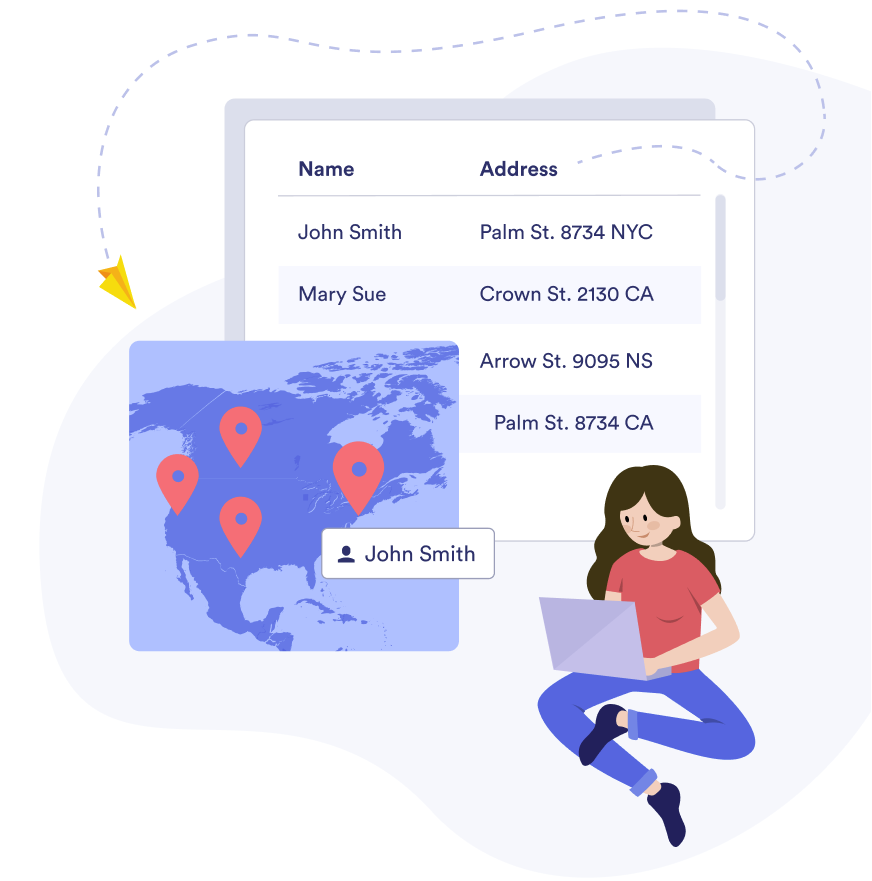 Name Address
John Smith Palm St. 8734 NYC
Mary Sue Crown St. 2130 CA
Arrow St. 9095 NS
Palm St. 8734 CA
John Smith